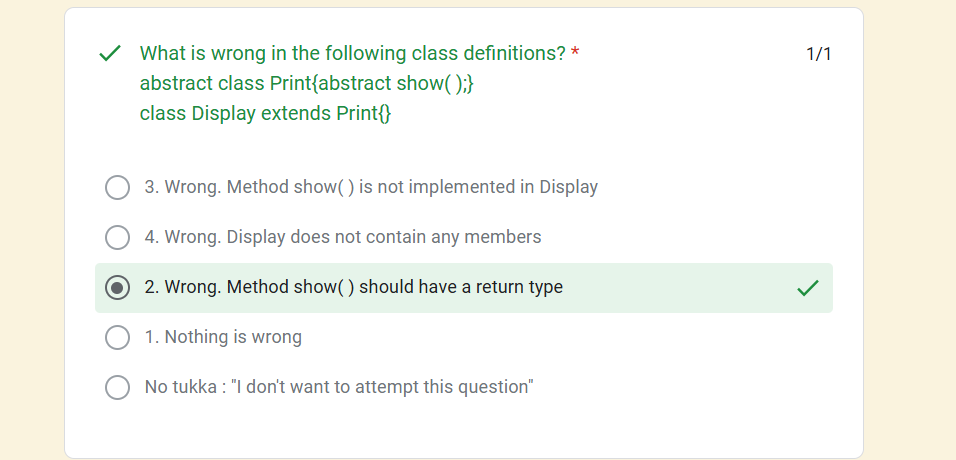 What is wrong in the following class definitions? *
1/1
abstract class Print{abstract show( );}
class Display extends Print{}
3. Wrong. Method show( ) is not implemented in Display
4. Wrong. Display does not contain any members
2. Wrong. Method show( ) should have a return type
1. Nothing is wrong
No tukka : "I don't want to attempt this question"